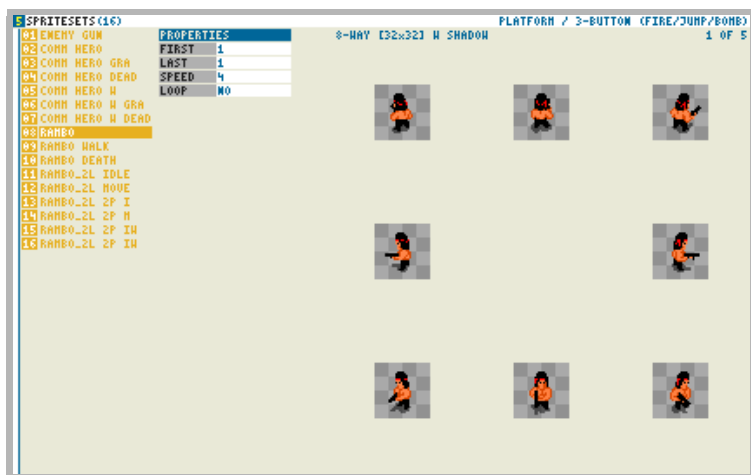 5 SPRITESETS(16)
PLATFORM / 3-BUTTON (FIRE/JUMP/BOMB)
01 ENEMY GUN
PROPERTIES
8-WAY [32x32] W SHADOW
1 OF 5
02 COMM HERO
FIRST 1
03 COMM HERO GRA
LAST 1
04 COMM HERO DEAD
SPEED 4
05 COMM HERO W
LOOP NO
06 COMM HERO W GRA
07 COMM HERO W DEAD
08 RAMBO
09 RAMBO WALK
10 RAMBO DEATH
11 RAMBO_2L IDLE
12 RAMBO_2L MOVE
13 RAMBO_2L 2P I
14 RAMBO_2L 2P M
15 RAMBO_2L 2P IW
16 RAMBO_2L 2P IW